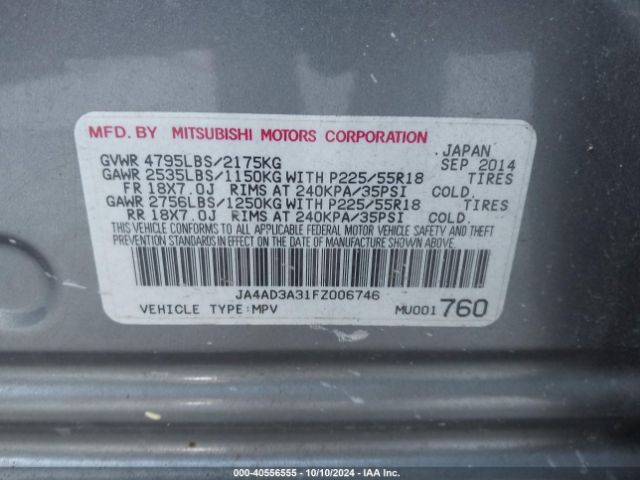 MFD. BY MITSUBISHI MOTORS CORPORATION
JAPAN
GVWR 4795LBS/2175KG SEP 2014
GAWR 2535LBS/1150KG WITH P225/55R18 TIRES
FR 18X7.0J RIMS AT 240KPA/35PSI COLD.
GAWR 2756LBS/1250KG WITH P225/55R18 TIRES
RR 18X7.0J RIMS AT 240KPA/35PSI COLD.
THIS VEHICLE CONFORMS TO ALL APPLICABLE FEDERAL MOTOR VEHICLE SAFETY AND THEFT
PREVENTION STANDARDS IN EFFECT ON THE DATE OF MANUFACTURE SHOWN ABOVE.
JA4AD3A31FZ006746
VEHICLE TYPE:MPV MU001 760
000-40556555 - 10/10/2024 - IAA Inc.